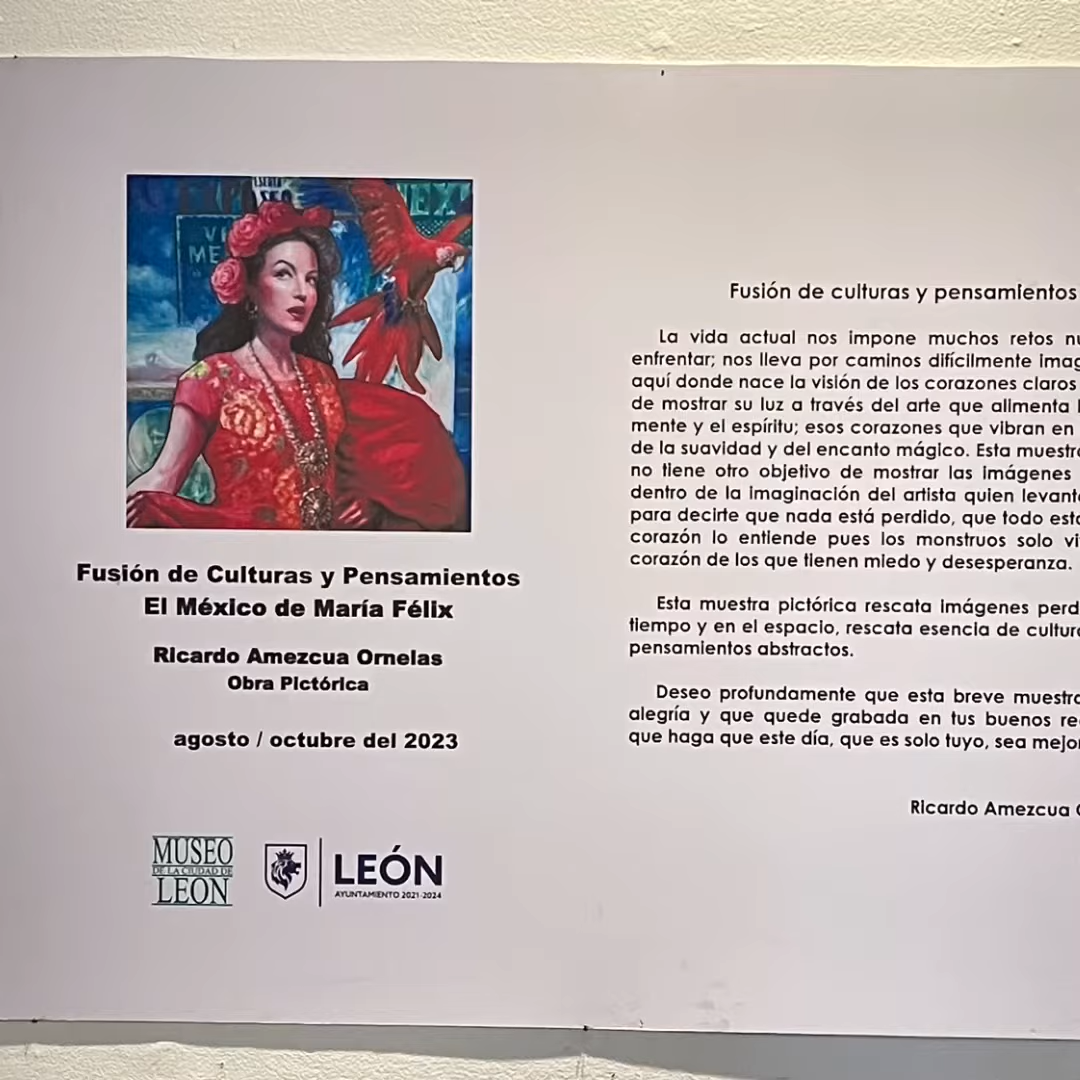 VI
ME
EX
Fusión de Culturas y Pensamientos
El México de María Félix
Ricardo Amezcua Ornelas
Obra Pictórica
agosto / octubre del 2023
MUSEO
DE LA CIUDAD DE
LEON
LEÓN
AYUNTAMIENTO 2021-2024
Fusión de culturas y pensamientos
La vida actual nos impone muchos retos
enfrentar; nos lleva por caminos difícilmente
aquí donde nace la visión de los corazones claros
de mostrar su luz a través del arte que alimenta
mente y el espíritu; esos corazones que vibran en
de la suavidad y del encanto mágico. Esta
no tiene otro objetivo de mostrar las imágenes
dentro de la imaginación del artista quien
para decirte que nada está perdido, que todo
corazón lo entiende pues los monstruos solo
corazón de los que tienen miedo y desesperanza.
Esta muestra pictórica rescata imágenes
tiempo y en el espacio, rescata esencia de
pensamientos abstractos.
Deseo profundamente que esta breve
alegría y que quede grabada en tus buenos
que haga que este día, que es solo tuyo, sea
Ricardo Amezcua